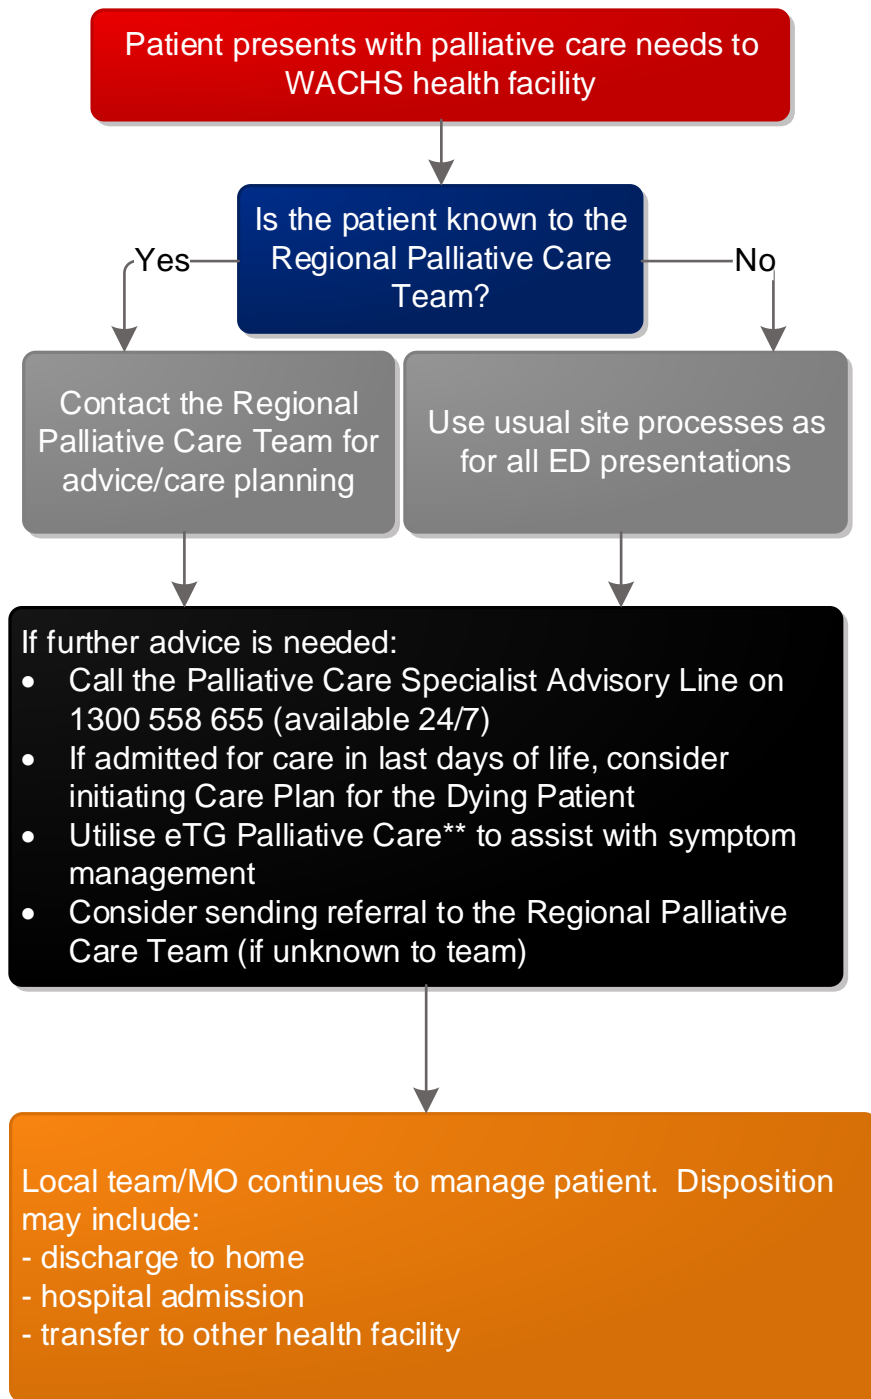 Patient presents with palliative care needs to
WACHS health facility
Is the patient known to the
Regional Palliative Care
Team?
Yes
No
Contact the Regional
Palliative Care Team for
advice/care planning
Use usual site processes as
for all ED presentations
If further advice is needed:
• Call the Palliative Care Specialist Advisory Line on
1300 558 655 (available 24/7)
• If admitted for care in last days of life, consider
initiating Care Plan for the Dying Patient
• Utilise eTG Palliative Care** to assist with symptom
management
• Consider sending referral to the Regional Palliative
Care Team (if unknown to team)
Local team/MO continues to manage patient.  Disposition
may include:
- discharge to home
- hospital admission
- transfer to other health facility